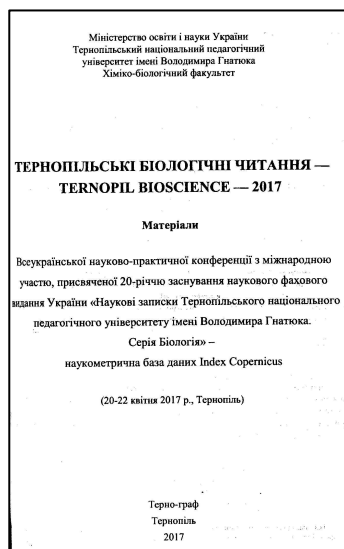 Міністерство освіти і науки України
Тернопільський національний педагогічний
університет імені Володимира Гнатюка
Хіміко-біологічний факультет
ТЕРНОПІЛЬСЬКІ БІОЛОГІЧНІ ЧИТАННЯ —
TERNOPIL BIOSCIENCE — 2017
Матеріали
Всеукраїнської науково-практичної конференції з міжнародною
участю, присвяченої 20-річчю заснування наукового фахового
видання України «Наукові записки Тернопільського національного
педагогічного університету імені Володимира Гнатюка.
Серія Біологія» –
наукометрична база даних Index Copernicus
(20-22 квітня 2017 р., Тернопіль)
Терно-граф
Тернопіль
2017